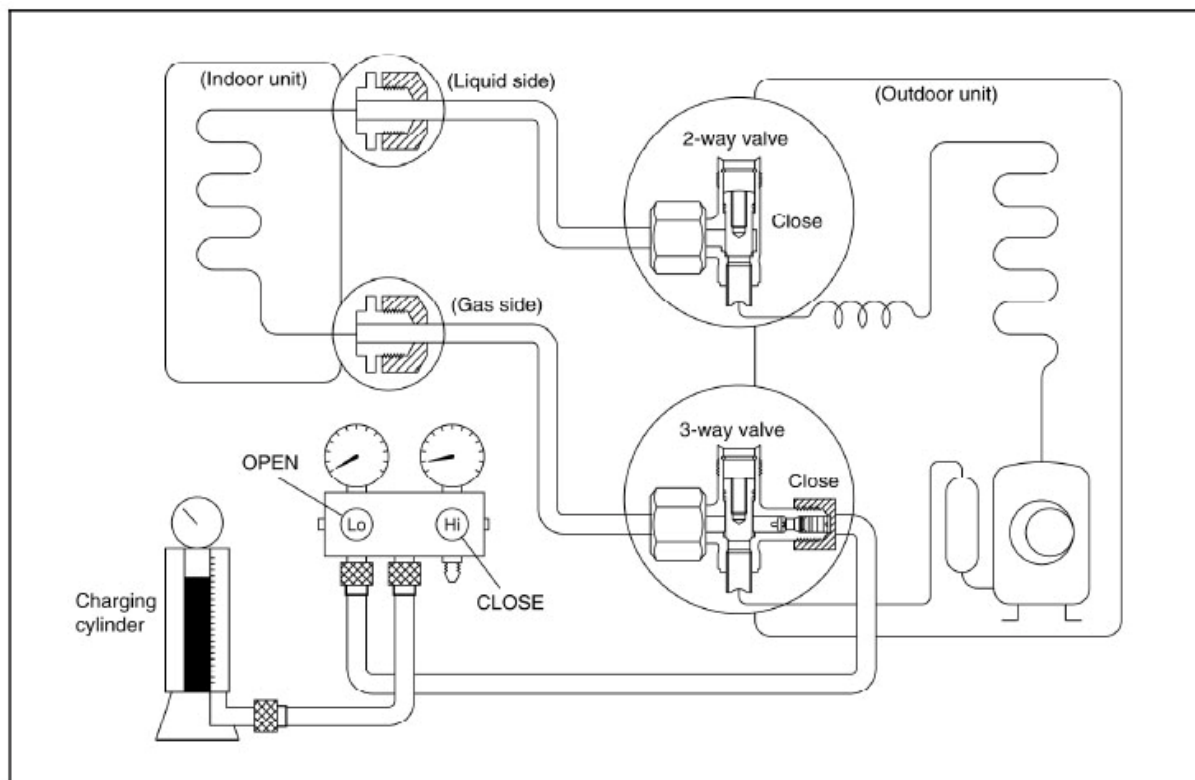 (Indoor unit)
(Liquid side)
(Outdoor unit)
2-way valve
Close
(Gas side)
3-way valve
Close
OPEN
Lo
Hi
CLOSE
Charging
cylinder